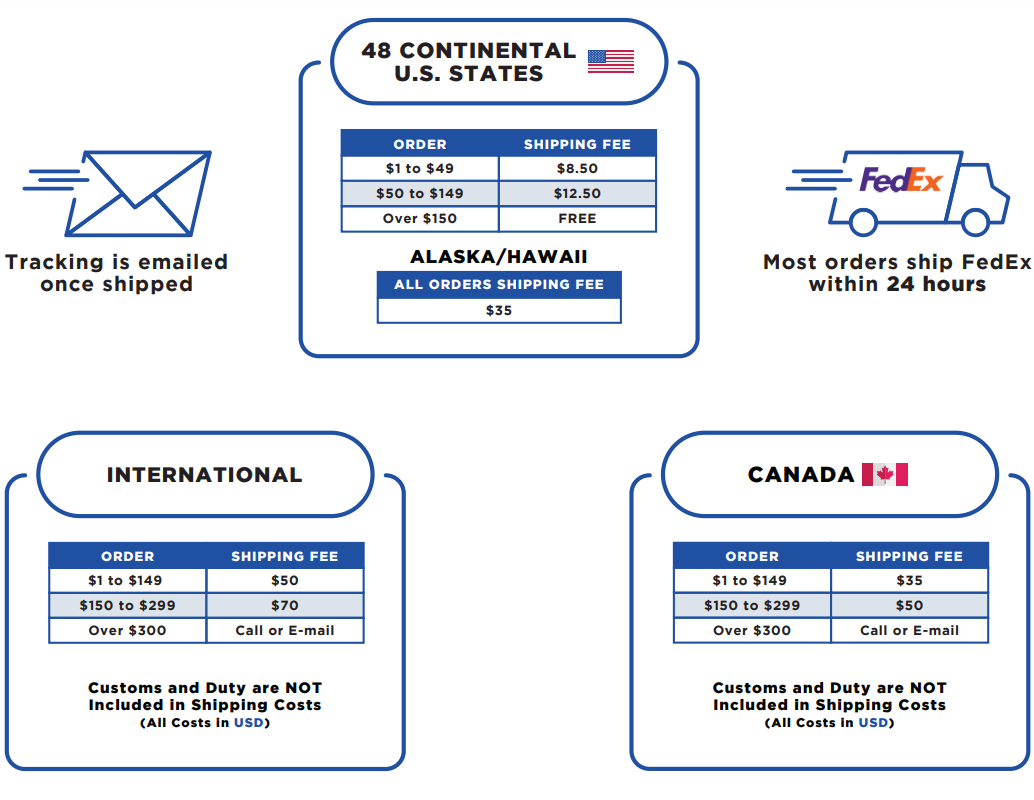 48 CONTINENTAL
U.S. STATES
ORDER SHIPPING FEE
$1 to $49 $8.50
$50 to $149 $12.50
Over $150 FREE
ALASKA/HAWAII
ALL ORDERS SHIPPING FEE
$35
Tracking is emailed
once shipped
FedEx
Most orders ship FedEx
within 24 hours
INTERNATIONAL
ORDER SHIPPING FEE
$1 to $149 $50
$150 to $299 $70
Over $300 Call or E-mail
Customs and Duty are NOT
Included in Shipping Costs
(All Costs in USD)
CANADA
ORDER SHIPPING FEE
$1 to $149 $35
$150 to $299 $50
Over $300 Call or E-mail
Customs and Duty are NOT
Included in Shipping Costs
(All Costs in USD)